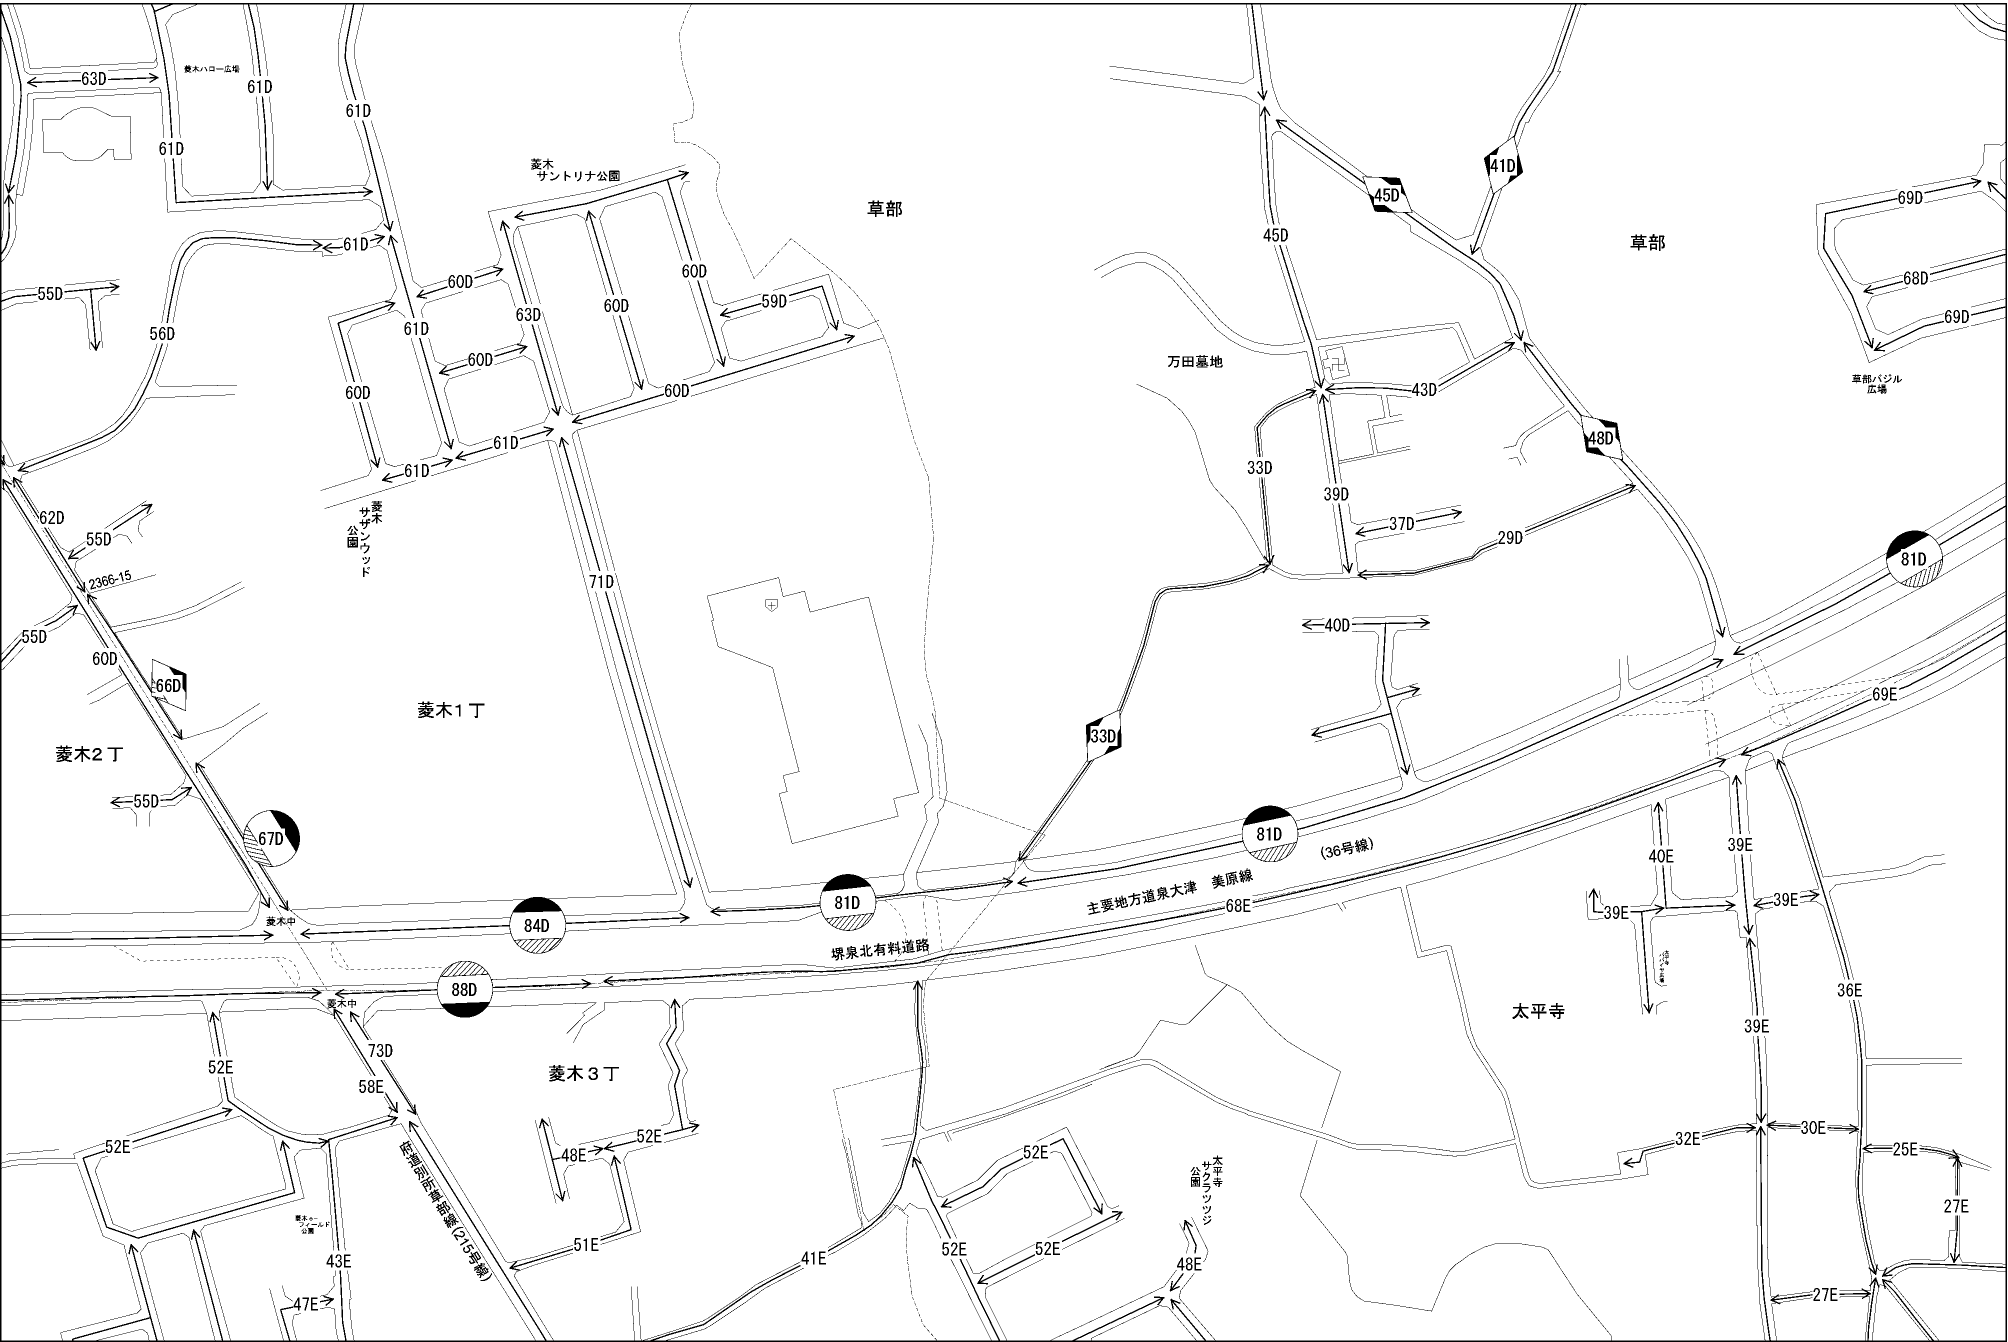 63D
菱木ハロー広場
61D
61D
61D
菱木
サントリナ公園
草部
41D
45D
61D
69D
61D
45D
草部
55D
60D
60D
68D
59D
60D
56D
63D
61D
69D
60D
万田墓地
43D
草部バジル
広場
60D
60D
48D
61D
61D
33D
39D
菱木
サザンウッド
公園
62D
55D
37D
29D
81D
2366-15
71D
55D
40D
60D
66D
69E
菱木1丁
33D
菱木2丁
55D
67D
81D
(36号線)
39E
40E
主要地方道泉大津 美原線
81D
68E
39E
39E
84D
菱木中
堺泉北有料道路
88D
36E
菱木中
太平寺
39E
73D
52E
58E
菱木3丁
52E
30E
32E
52E
48E
52E
25E
太平寺
サクラツツジ
公園
府道別所草部線(215号線)
27E
フィールド
公園
51E
52E
52E
43E
41E
48E
47E
27E